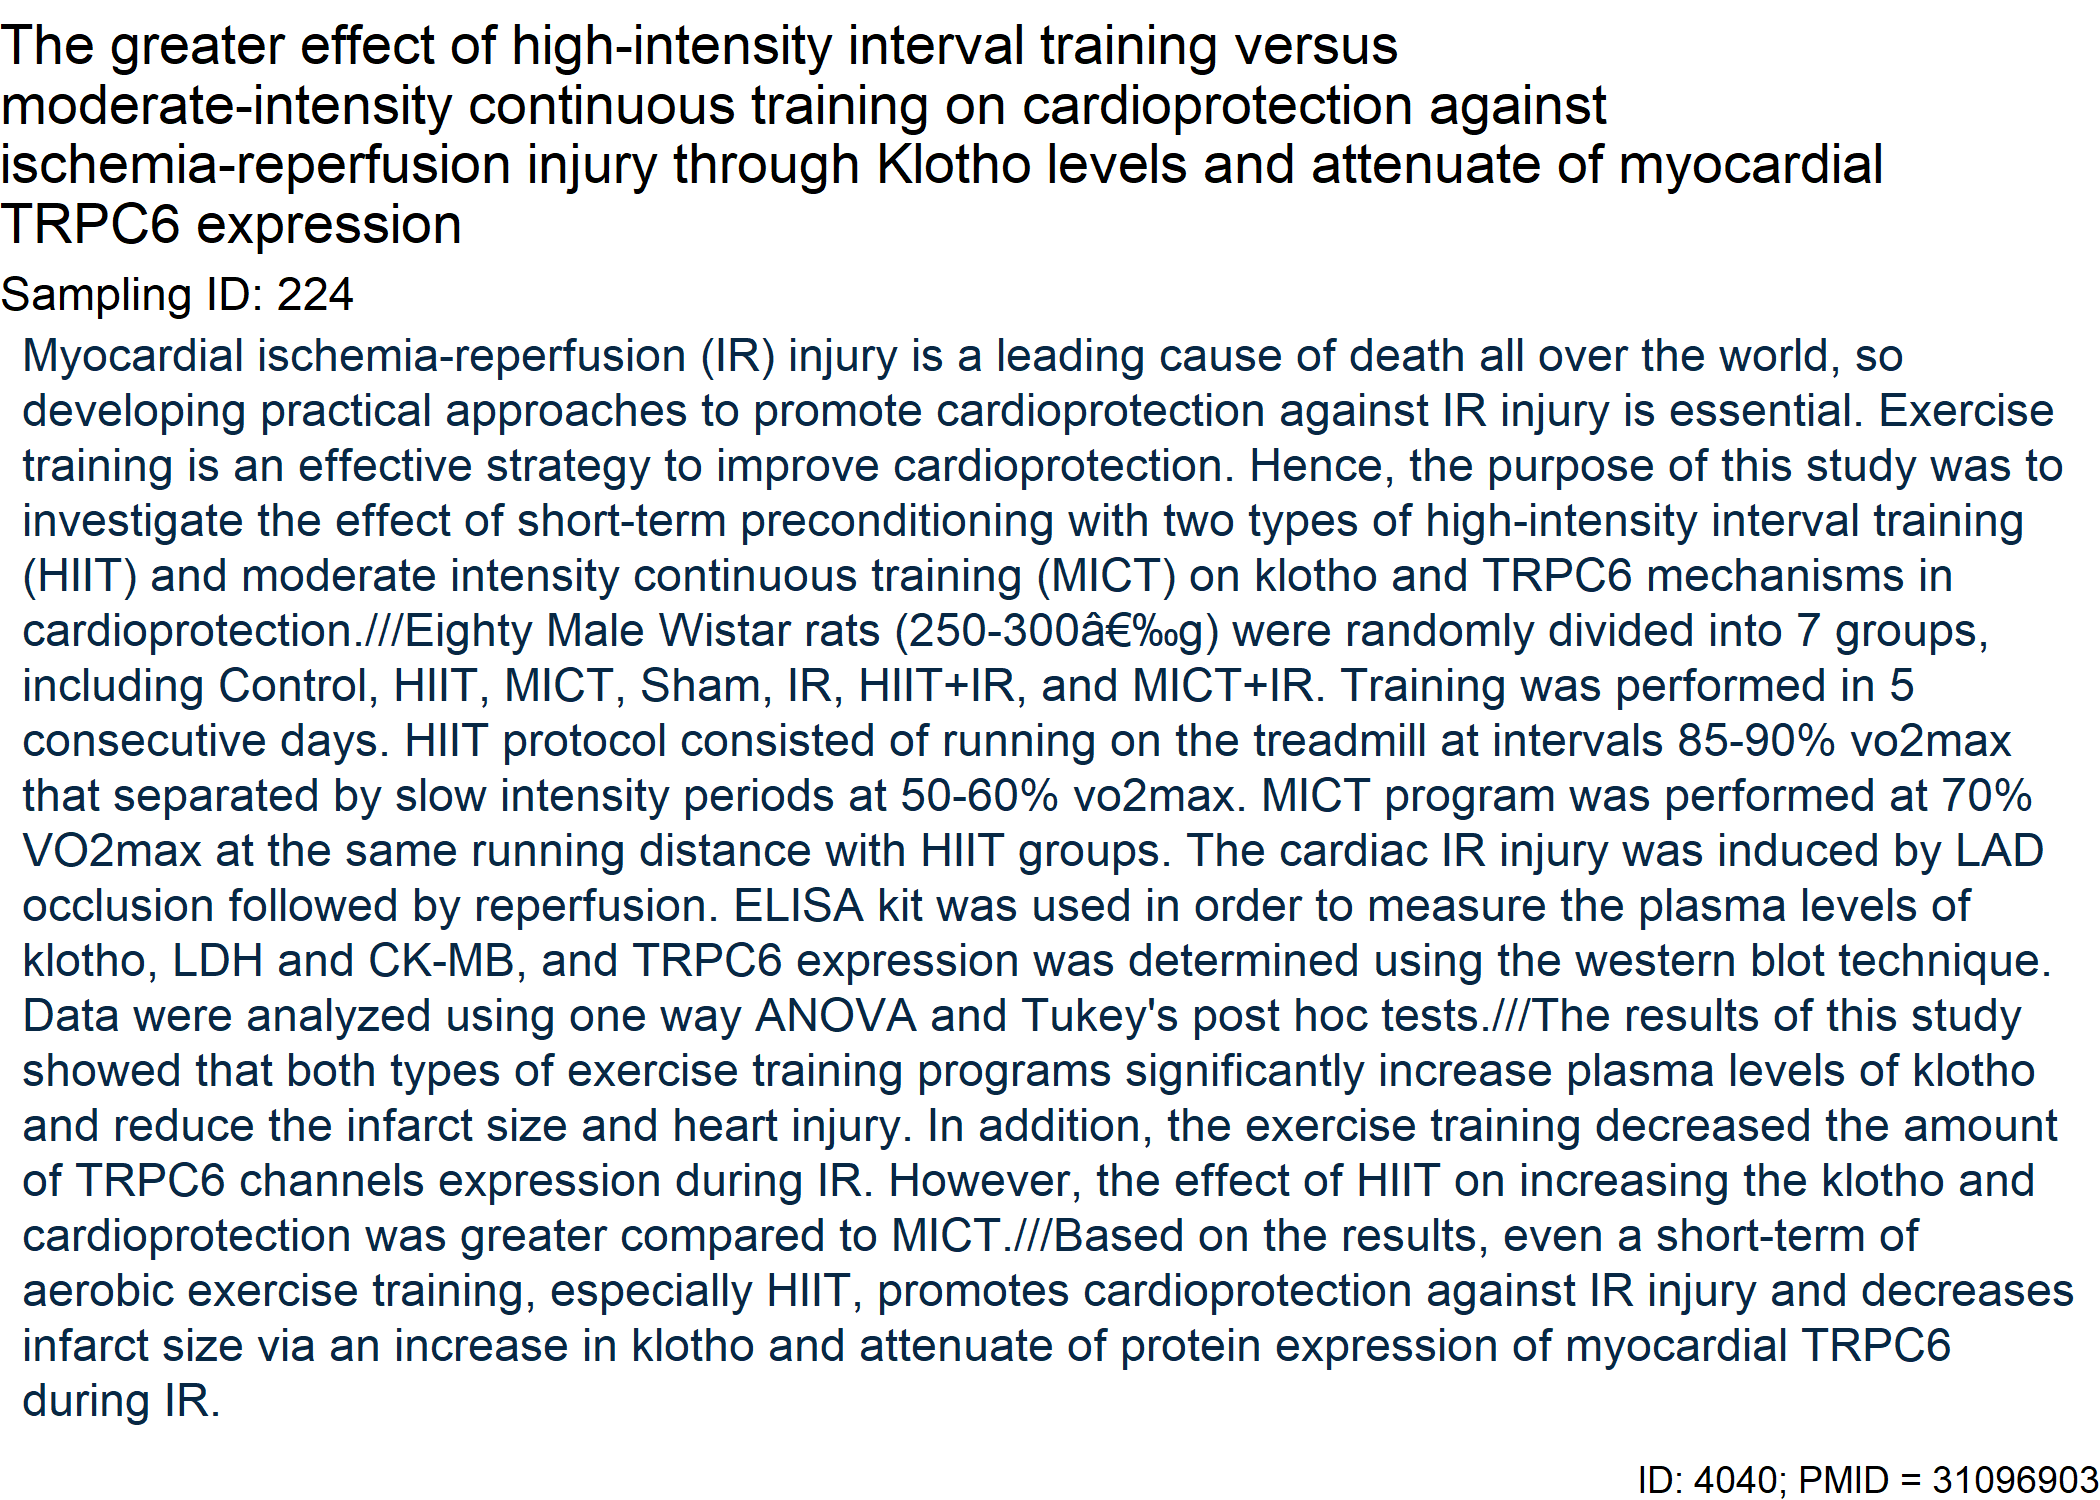 The greater effect of high-intensity interval training versus
moderate-intensity continuous training on cardioprotection against
ischemia-reperfusion injury through Klotho levels and attenuate of myocardial
TRPC6 expression
Sampling ID: 224
Myocardial ischemia-reperfusion (IR) injury is a leading cause of death all over the world, so
developing practical approaches to promote cardioprotection against IR injury is essential. Exercise
training is an effective strategy to improve cardioprotection. Hence, the purpose of this study was to
investigate the effect of short-term preconditioning with two types of high-intensity interval training
(HIIT) and moderate intensity continuous training (MICT) on klotho and TRPC6 mechanisms in
cardioprotection.///Eighty Male Wistar rats (250-300â€‰g) were randomly divided into 7 groups,
including Control, HIIT, MICT, Sham, IR, HIIT+IR, and MICT+IR. Training was performed in 5
consecutive days. HIIT protocol consisted of running on the treadmill at intervals 85-90% vo2max
that separated by slow intensity periods at 50-60% vo2max. MICT program was performed at 70%
VO2max at the same running distance with HIIT groups. The cardiac IR injury was induced by LAD
occlusion followed by reperfusion. ELISA kit was used in order to measure the plasma levels of
klotho, LDH and CK-MB, and TRPC6 expression was determined using the western blot technique.
Data were analyzed using one way ANOVA and Tukey's post hoc tests.///The results of this study
showed that both types of exercise training programs significantly increase plasma levels of klotho
and reduce the infarct size and heart injury. In addition, the exercise training decreased the amount
of TRPC6 channels expression during IR. However, the effect of HIIT on increasing the klotho and
cardioprotection was greater compared to MICT.///Based on the results, even a short-term of
aerobic exercise training, especially HIIT, promotes cardioprotection against IR injury and decreases
infarct size via an increase in klotho and attenuate of protein expression of myocardial TRPC6
during IR.
ID: 4040; PMID = 31096903